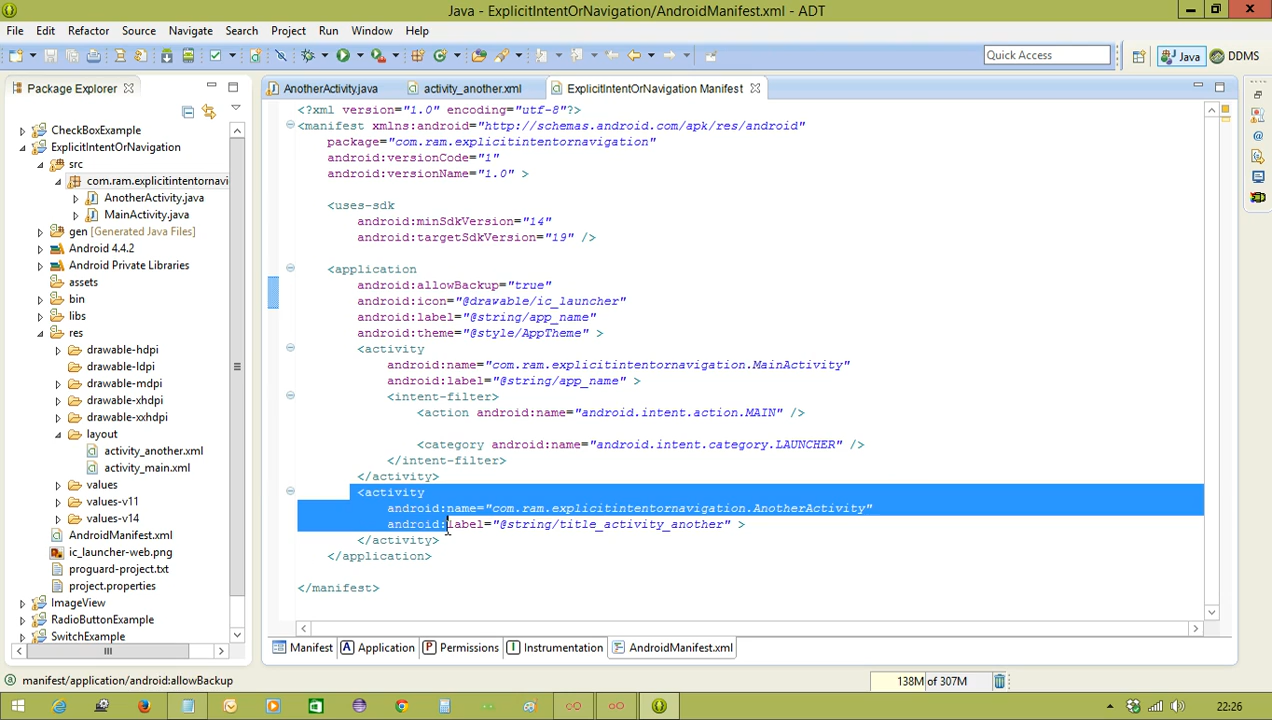 Java - ExplicitIntentOrNavigation/AndroidManifest.xml - ADT
File Edit Refactor Source Navigate Search Project Run Window Help
Quick Access
Java
DDMS
Package Explorer
AnotherActivity.java
activity_another.xml
ExplicitIntentOrNavigation Manifest
CheckBoxExample
ExplicitIntentOrNavigation
src
com.ram.explicitintentornavi
AnotherActivity.java
MainActivity.java
gen [Generated Java Files]
Android 4.4.2
Android Private Libraries
assets
bin
libs
res
drawable-hdpi
drawable-ldpi
drawable-mdpi
drawable-xhdpi
drawable-xxhdpi
layout
activity_another.xml
activity_main.xml
values
values-v11
values-v14
AndroidManifest.xml
ic_launcher-web.png
proguard-project.txt
project.properties
ImageView
RadioButtonExample
SwitchExample
<?xml version="1.0" encoding="utf-8"?>
<manifest xmlns:android="http://schemas.android.com/apk/res/android"
package="com.ram.explicitintentornavigation"
android:versionCode="1"
android:versionName="1.0" >
<uses-sdk
android:minSdkVersion="14"
android:targetSdkVersion="19" />
<application
android:allowBackup="true"
android:icon="@drawable/ic_launcher"
android:label="@string/app_name"
android:theme="@style/AppTheme" >
<activity
android:name="com.ram.explicitintentornavigation.MainActivity"
android:label="@string/app_name" >
<intent-filter>
<action android:name="android.intent.action.MAIN" />
<category android:name="android.intent.category.LAUNCHER" />
</intent-filter>
</activity>
<activity
android:name="com.ram.explicitintentornavigation.AnotherActivity"
android:label="@string/title_activity_another" >
</activity>
</application>
</manifest>
Manifest
Application
Permissions
Instrumentation
AndroidManifest.xml
manifest/application/android:allowBackup
138M of 307M
22:26